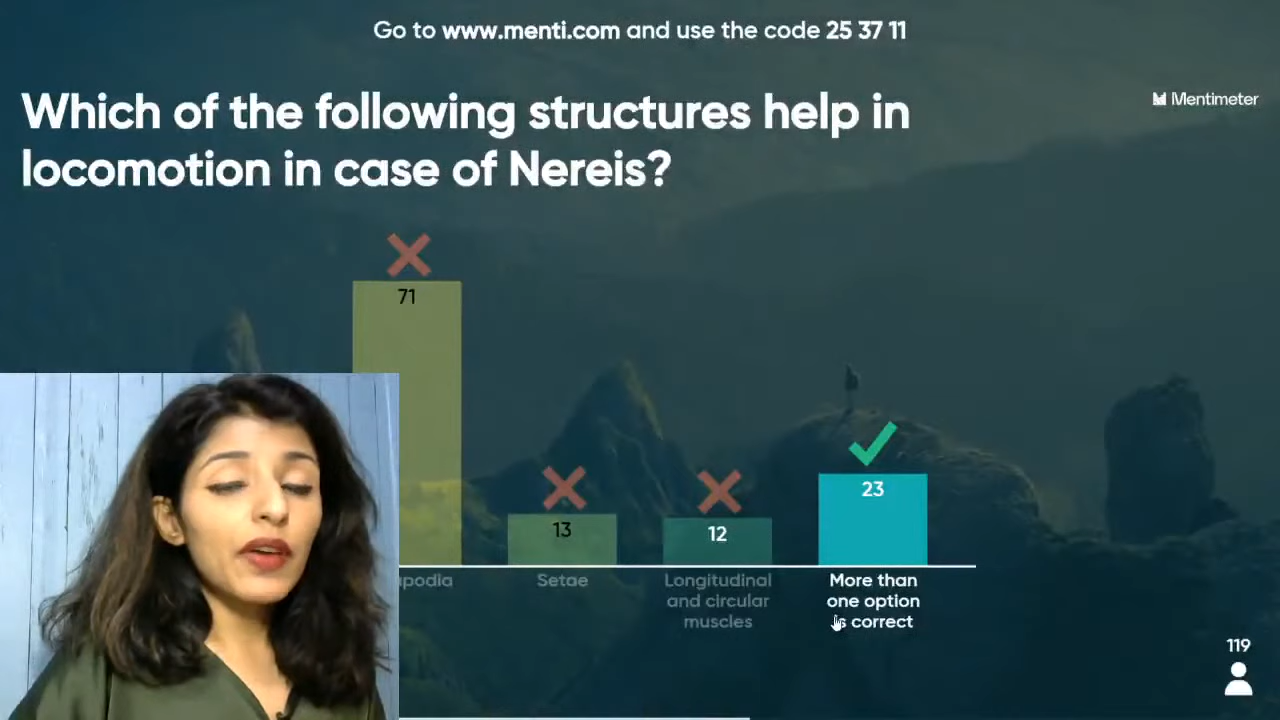 Go to www.menti.com and use the code 25 37 11
Which of the following structures help in
locomotion in case of Nereis?
Mentimeter
71
13
12
23
Setae
Longitudinal
and circular
muscles
More than
one option
is correct
119